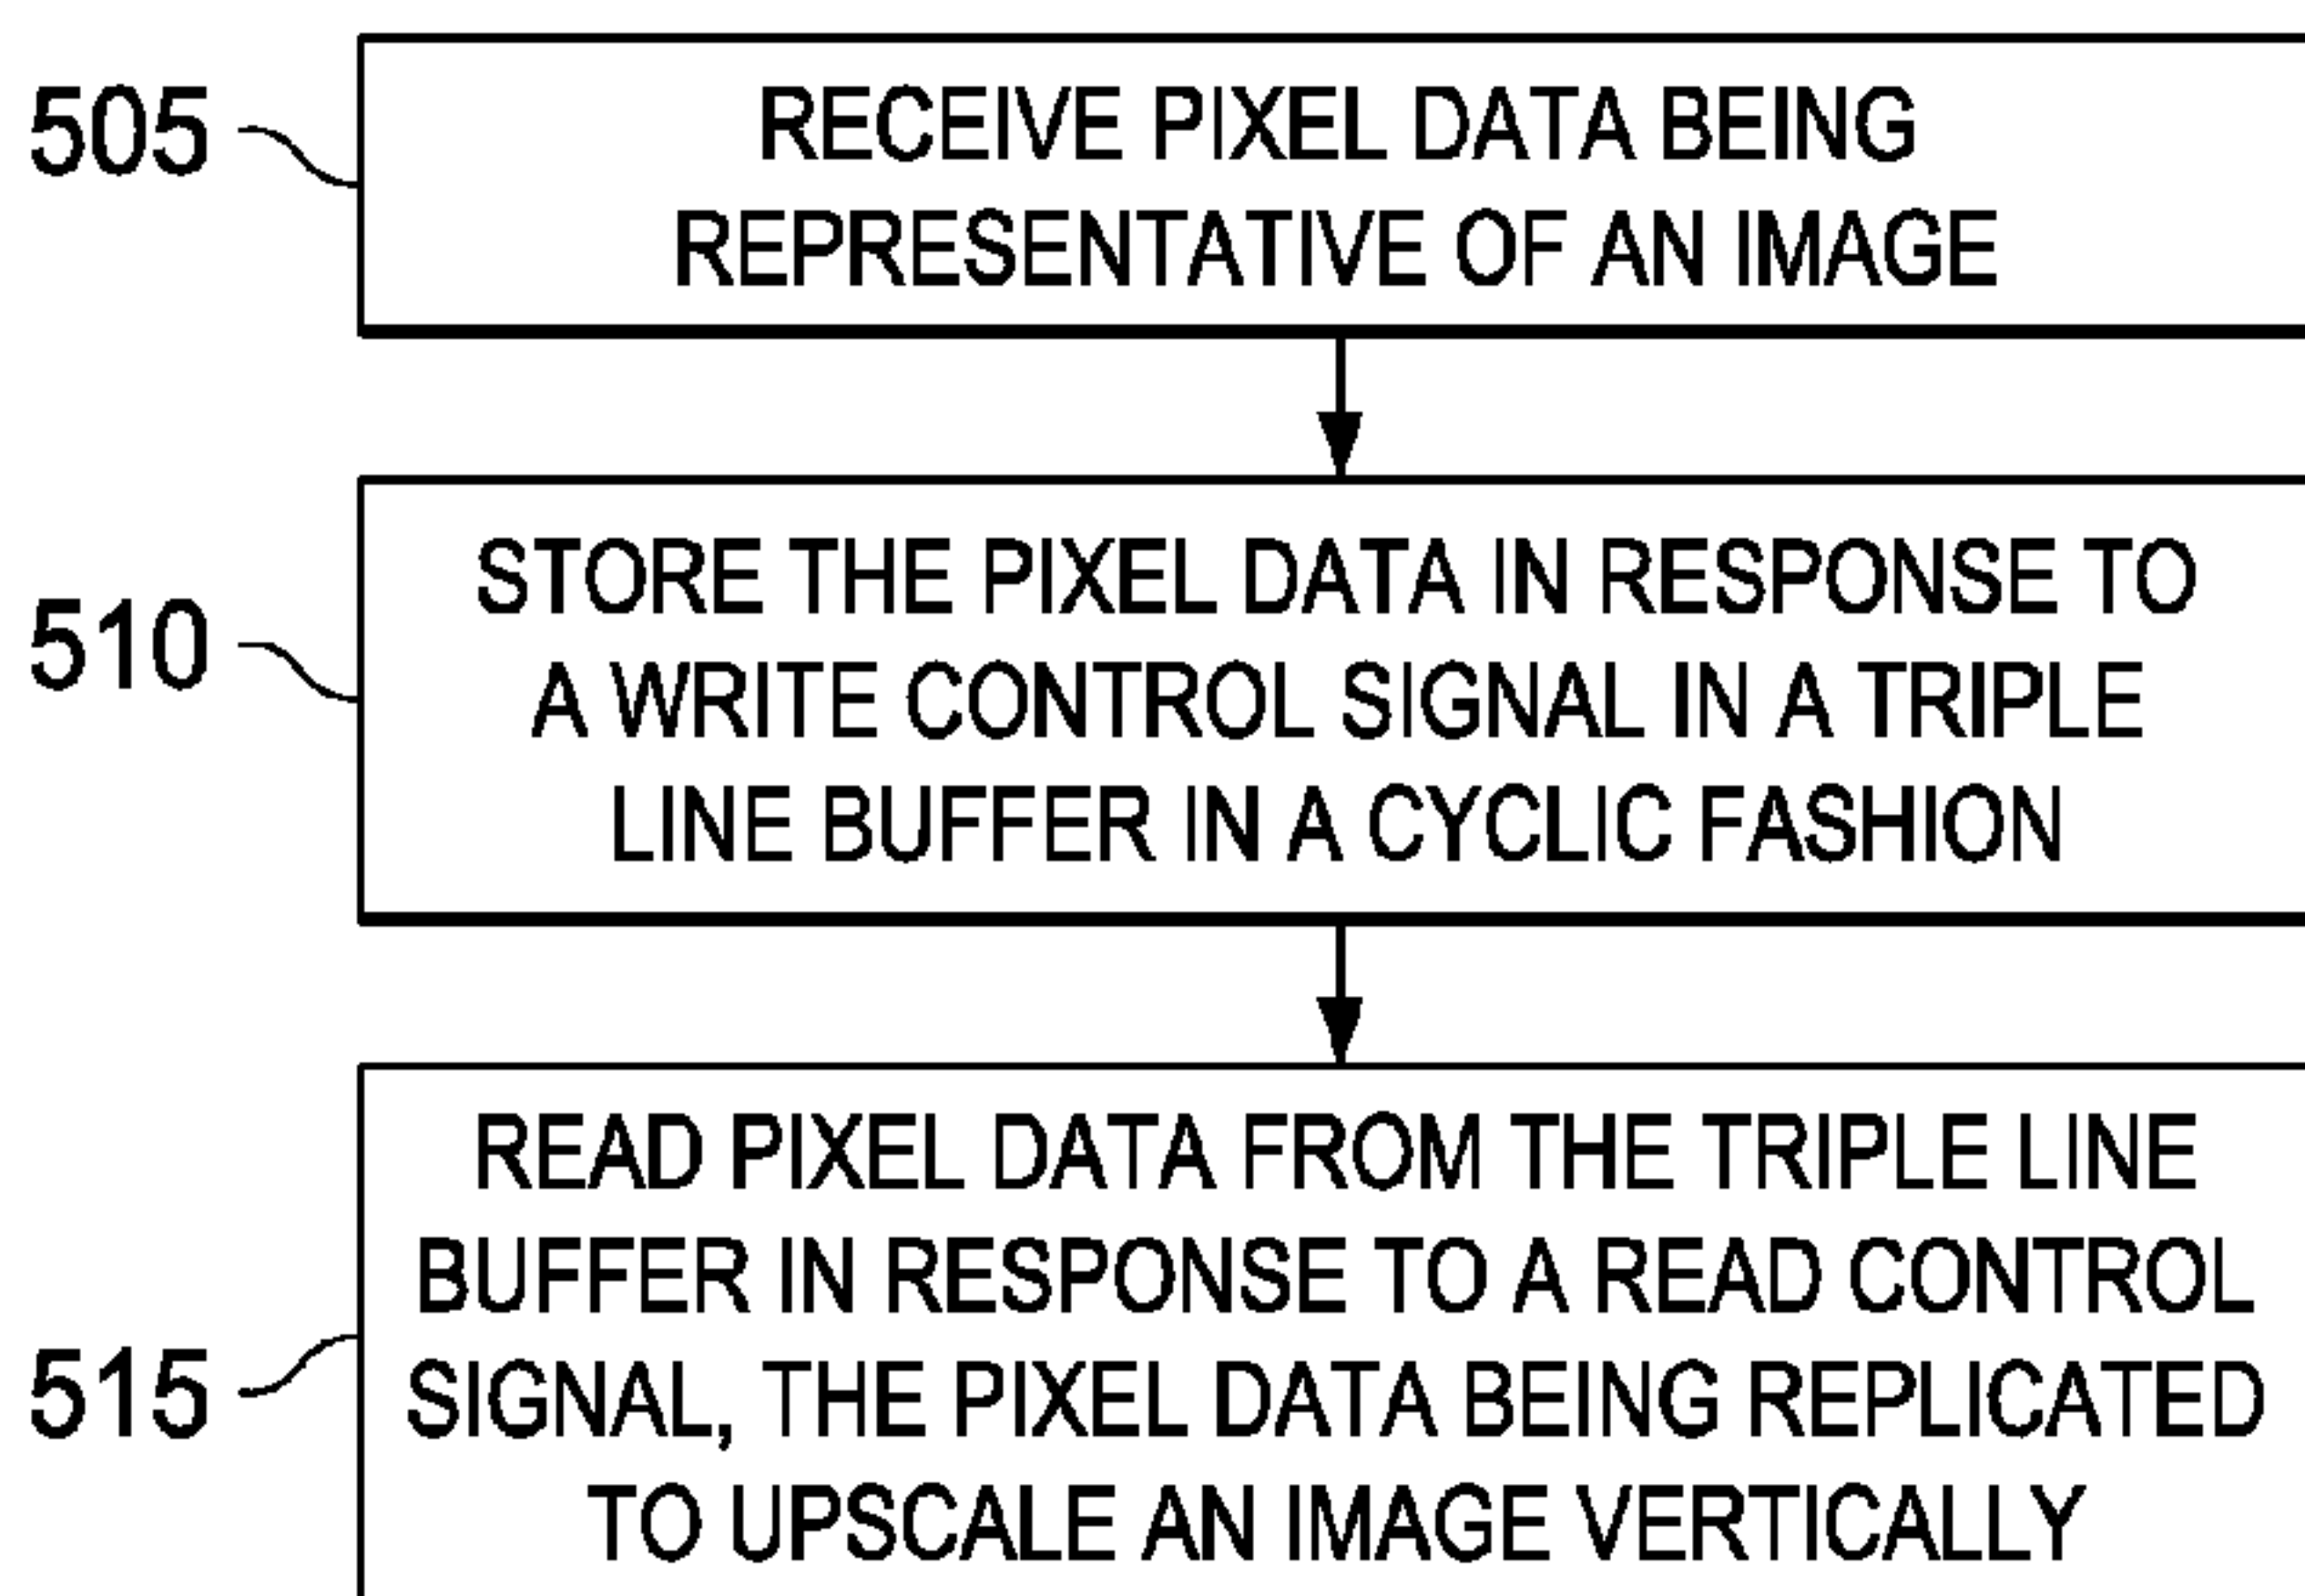 505
RECEIVE PIXEL DATA BEING
REPRESENTATIVE OF AN IMAGE
510
STORE THE PIXEL DATA IN RESPONSE TO
A WRITE CONTROL SIGNAL IN A TRIPLE
LINE BUFFER IN A CYCLIC FASHION
515
READ PIXEL DATA FROM THE TRIPLE LINE
BUFFER IN RESPONSE TO A READ CONTROL
SIGNAL, THE PIXEL DATA BEING REPLICATED
TO UPSCALE AN IMAGE VERTICALLY